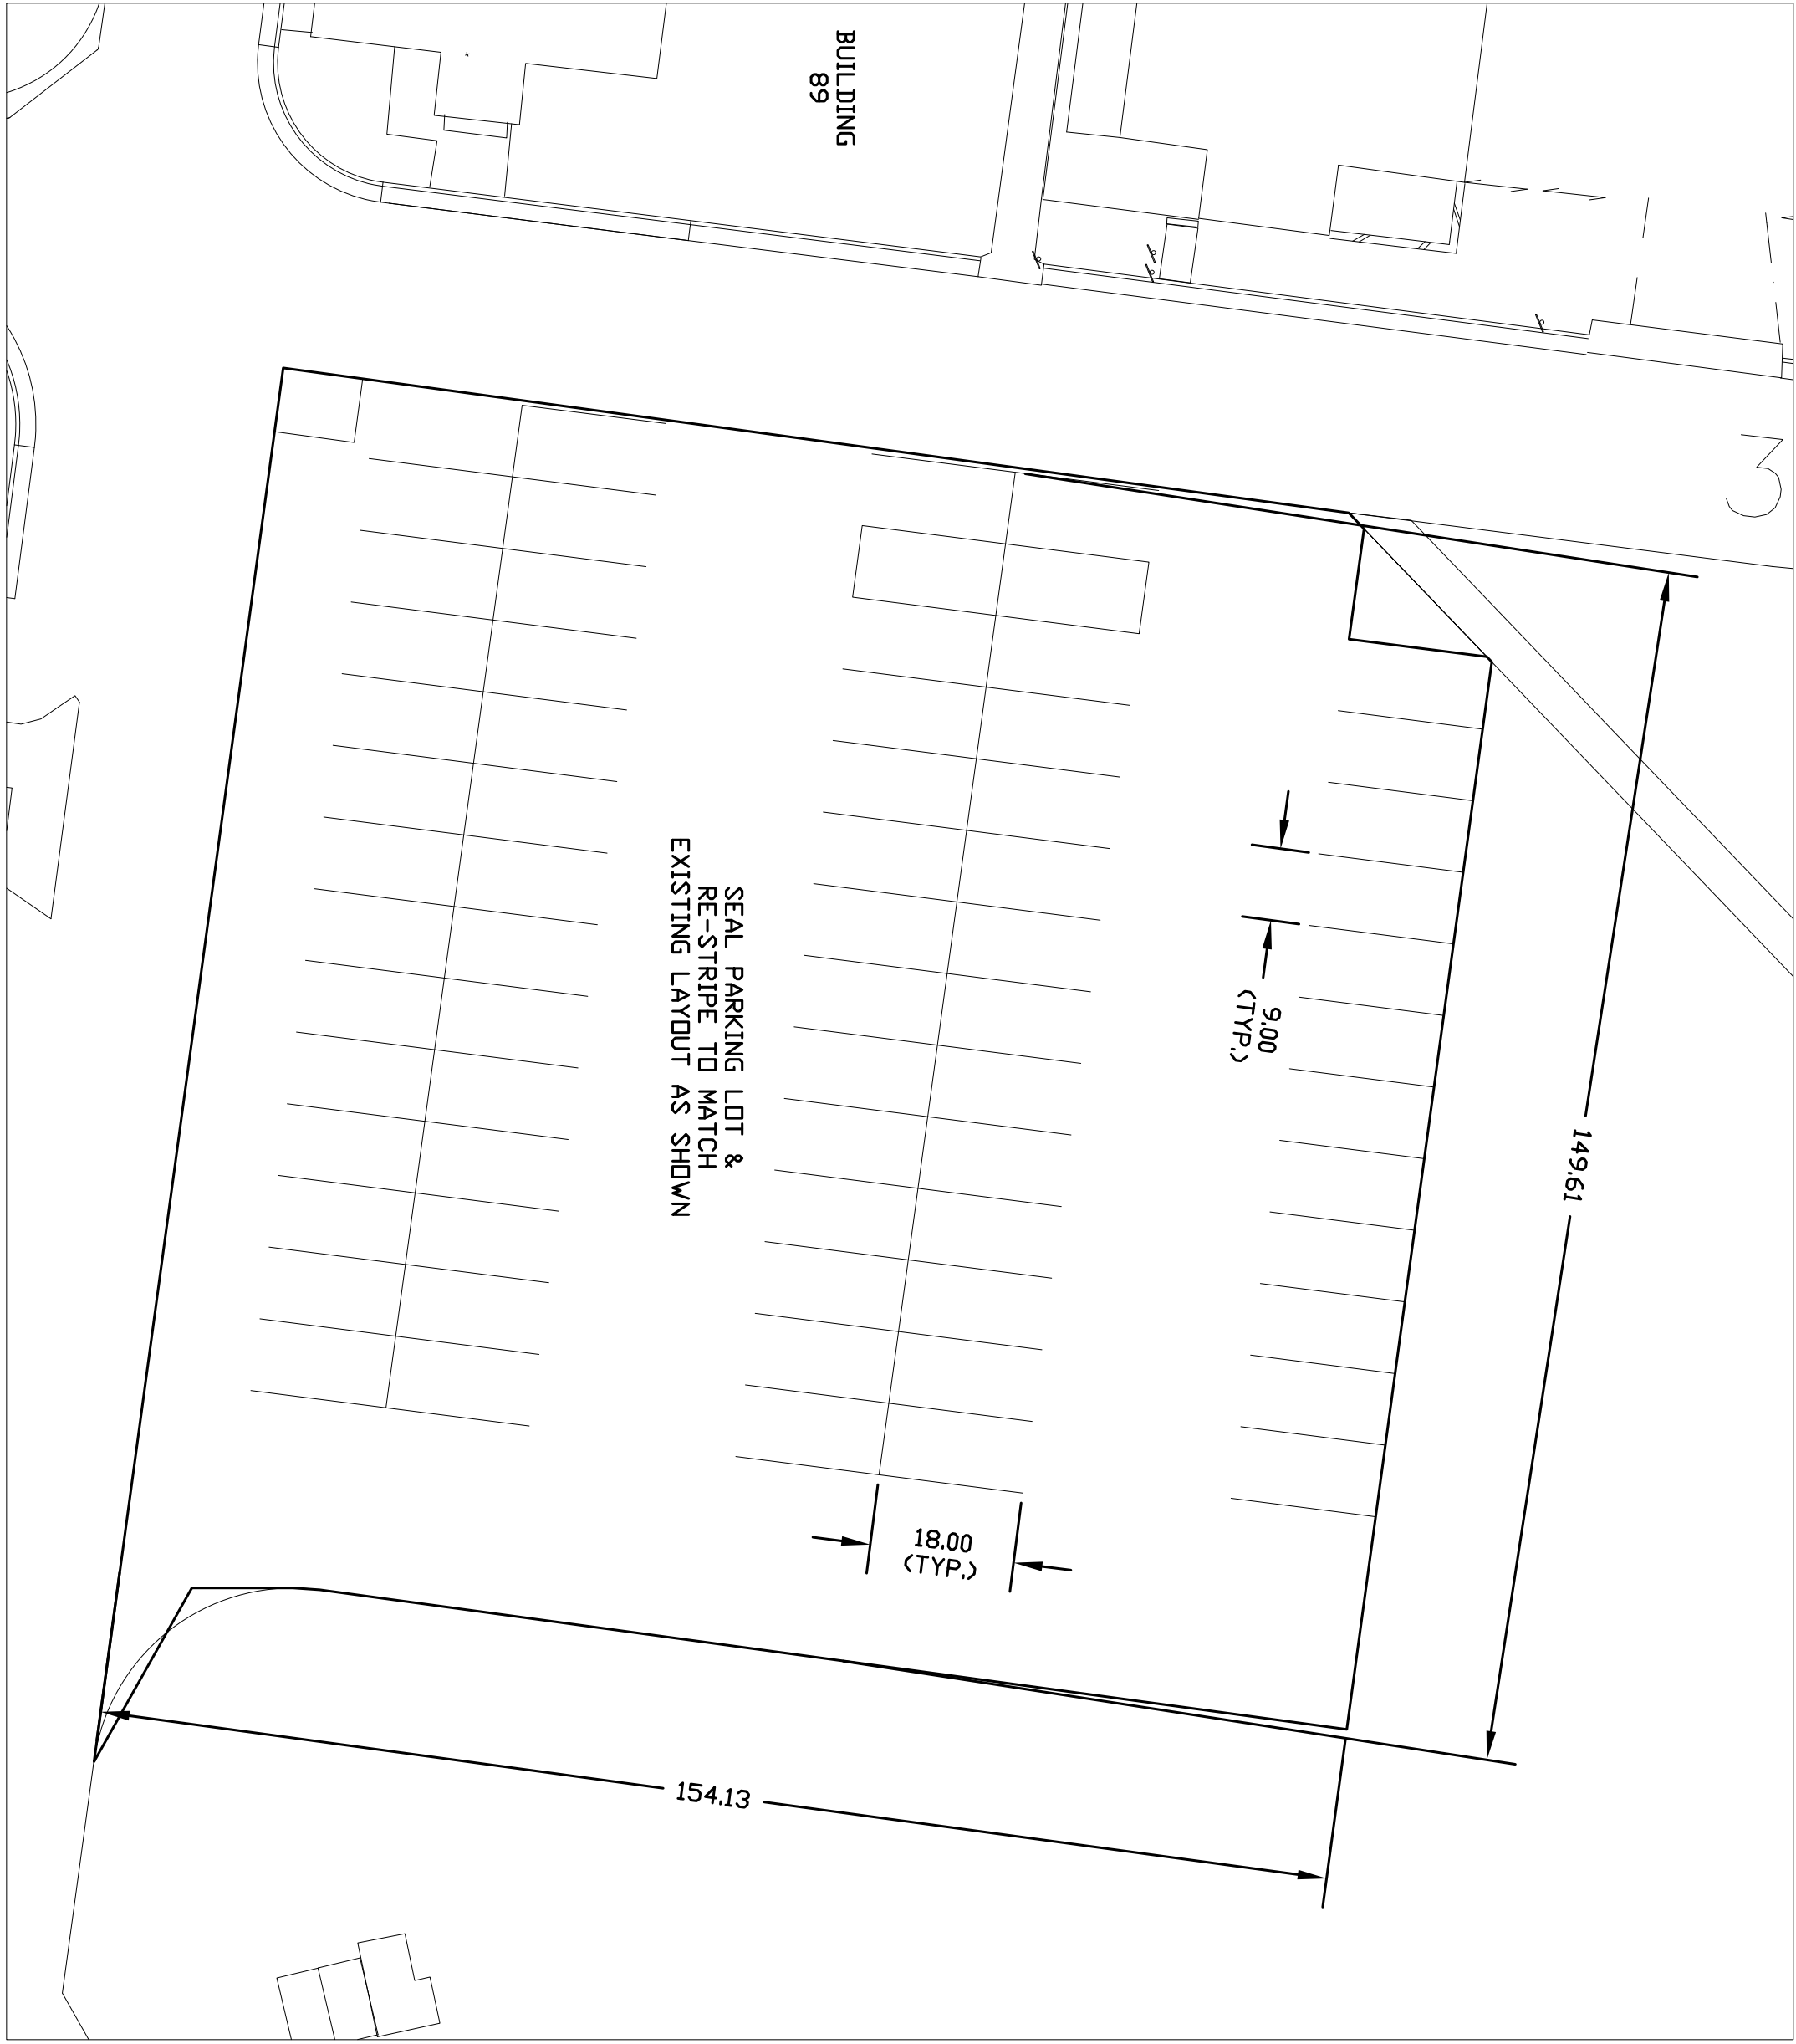 BUILDING
89
3
SEAL PARKING LOT &
RE-STRIPE TO MATCH
EXISTING LAYOUT AS SHOWN
9.00
(TYP.)
149.61
18.00
(TYP.)
154.13